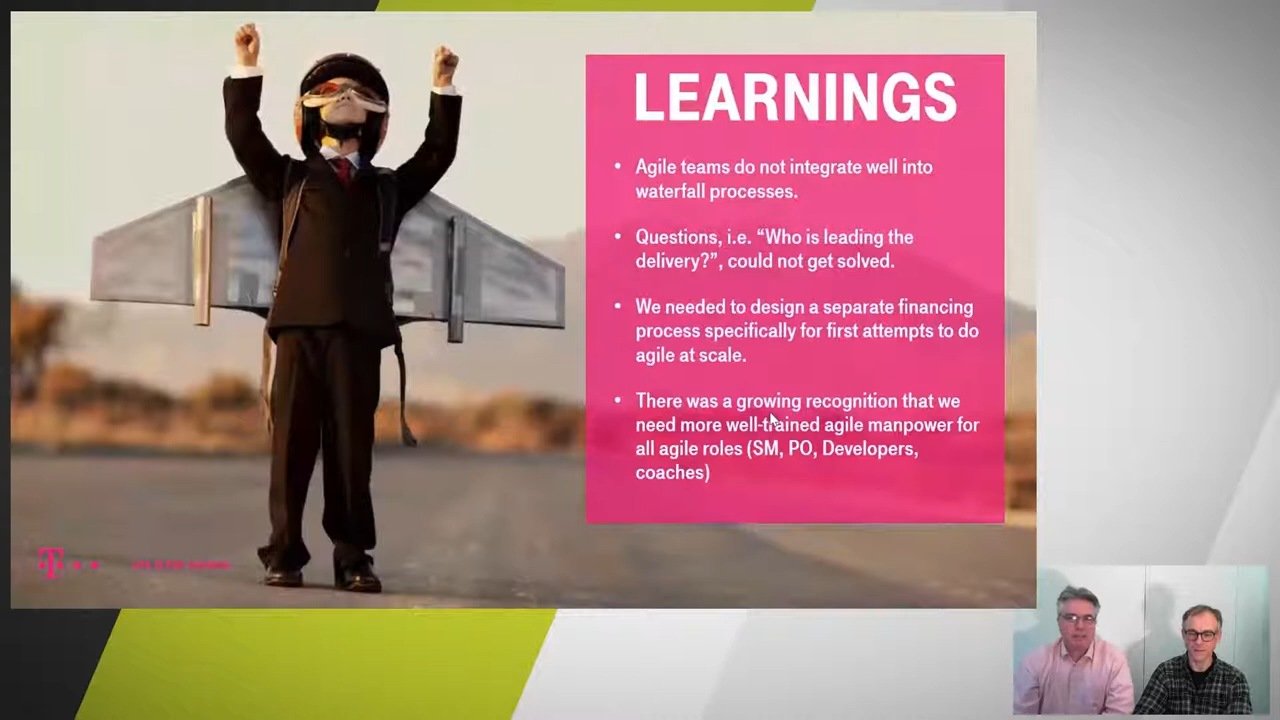 LEARNINGS
• Agile teams do not integrate well into
waterfall processes.
• Questions, i.e. “Who is leading the
delivery?”, could not get solved.
• We needed to design a separate financing
process specifically for first attempts to do
agile at scale.
• There was a growing recognition that we
need more well-trained agile manpower for
all agile roles (SM, PO, Developers,
coaches)
T